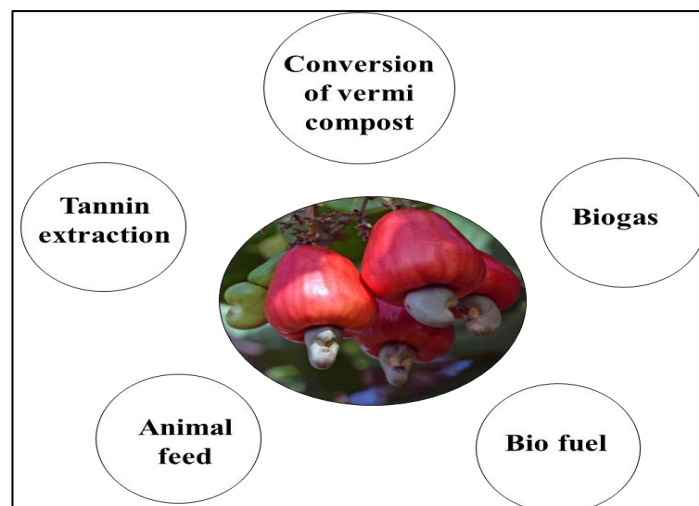 Conversion
of vermi
compost
Tannin
extraction
Biogas
Animal
feed
Bio fuel